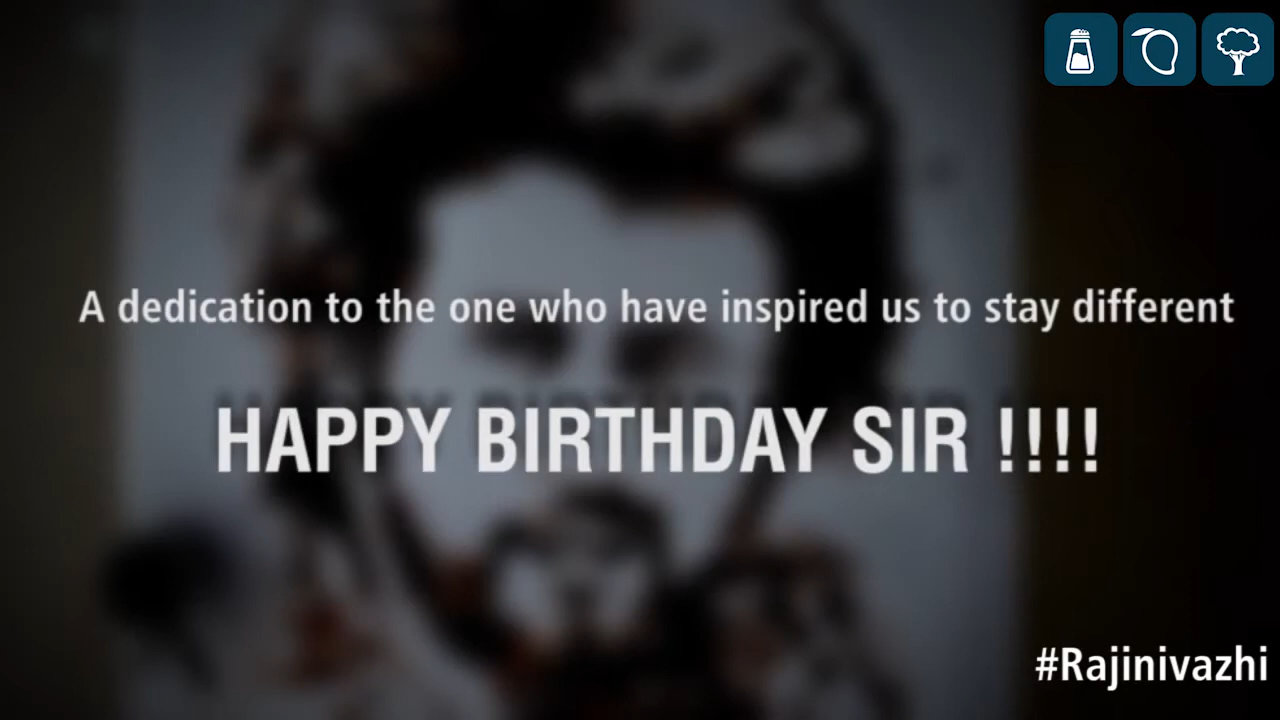 A dedication to the one who have inspired us to stay different
HAPPY BIRTHDAY SIR !!!!
#Rajinivazhi